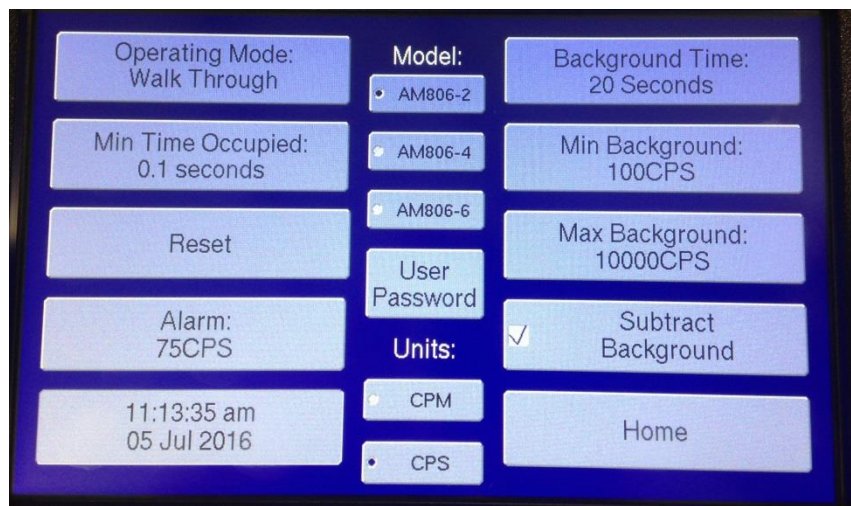 Operating Mode:
Walk Through
Min Time Occupied:
0.1 seconds
Reset
Alarm:
75CPS
11:13:35 am
05 Jul 2016
Model:
AM806-2
AM806-4
AM806-6
User
Password
Units:
CPM
CPS
Background Time:
20 Seconds
Min Background:
100CPS
Max Background:
10000CPS
Subtract
Background
Home